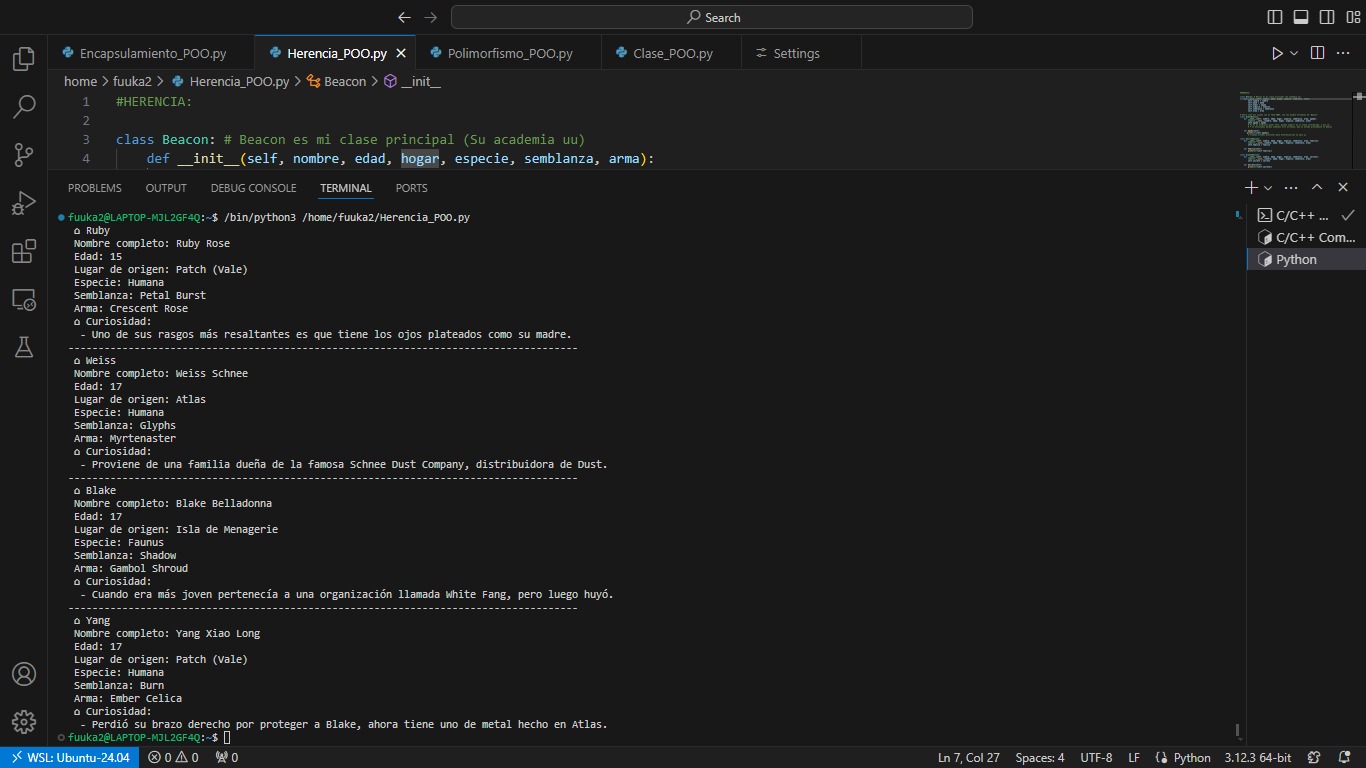 Search
Encapsulamiento_POO.py
Herencia_POO.py
Polimorfismo_POO.py
Clase_POO.py
Settings
home > fuuka2 > Herencia_POO.py > Beacon > __init__
1 #HERENCIA:
2
3 class Beacon: # Beacon es mi clase principal (Su academia uu)
4 def __init__(self, nombre, edad, hogar, especie, semblanza, arma):
PROBLEMS OUTPUT DEBUG CONSOLE TERMINAL PORTS
fuuka2@LAPTOP-MJL2GF4Q:~$ /bin/python3 /home/fuuka2/Herencia_POO.py
⌂ Ruby
Nombre completo: Ruby Rose
Edad: 15
Lugar de origen: Patch (Vale)
Especie: Humana
Semblanza: Petal Burst
Arma: Crescent Rose
⌂ Curiosidad:
- Uno de sus rasgos más resaltantes es que tiene los ojos plateados como su madre.
-------------------------------------------------------------------------------------
⌂ Weiss
Nombre completo: Weiss Schnee
Edad: 17
Lugar de origen: Atlas
Especie: Humana
Semblanza: Glyphs
Arma: Myrtenaster
⌂ Curiosidad:
- Proviene de una familia dueña de la famosa Schnee Dust Company, distribuidora de Dust.
-------------------------------------------------------------------------------------
⌂ Blake
Nombre completo: Blake Belladonna
Edad: 17
Lugar de origen: Isla de Menagerie
Especie: Faunus
Semblanza: Shadow
Arma: Gambol Shroud
⌂ Curiosidad:
- Cuando era más joven pertenecía a una organización llamada White Fang, pero luego huyó.
-------------------------------------------------------------------------------------
⌂ Yang
Nombre completo: Yang Xiao Long
Edad: 17
Lugar de origen: Patch (Vale)
Especie: Humana
Semblanza: Burn
Arma: Ember Celica
⌂ Curiosidad:
- Perdió su brazo derecho por proteger a Blake, ahora tiene uno de metal hecho en Atlas.
fuuka2@LAPTOP-MJL2GF4Q:~$
C/C++ ...
C/C++ Com...
Python
WSL: Ubuntu-24.04 0 0 0 Ln 7, Col 27 Spaces: 4 UTF-8 LF Python 3.12.3 64-bit